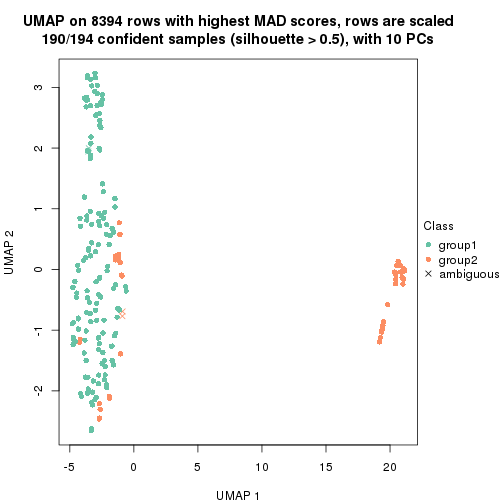 UMAP on 8394 rows with highest MAD scores, rows are scaled
190/194 confident samples (silhouette > 0.5), with 10 PCs
3
2
1
0
-1
-2
UMAP 2
-5
0
5
10
15
20
UMAP 1
Class
group1
group2
ambiguous